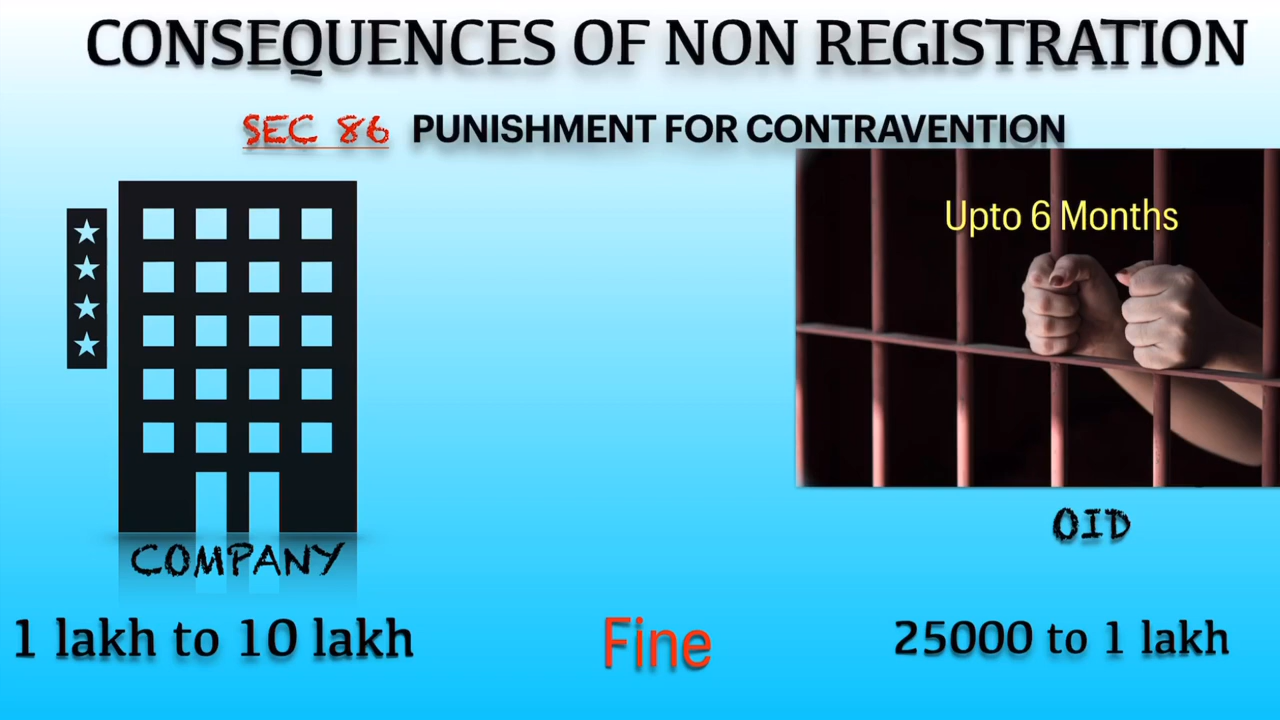 CONSEQUENCES OF NON REGISTRATION
SEC 86 PUNISHMENT FOR CONTRAVENTION
Upto 6 Months
OID
COMPANY
1 lakh to 10 lakh
Fine
25000 to 1 lakh